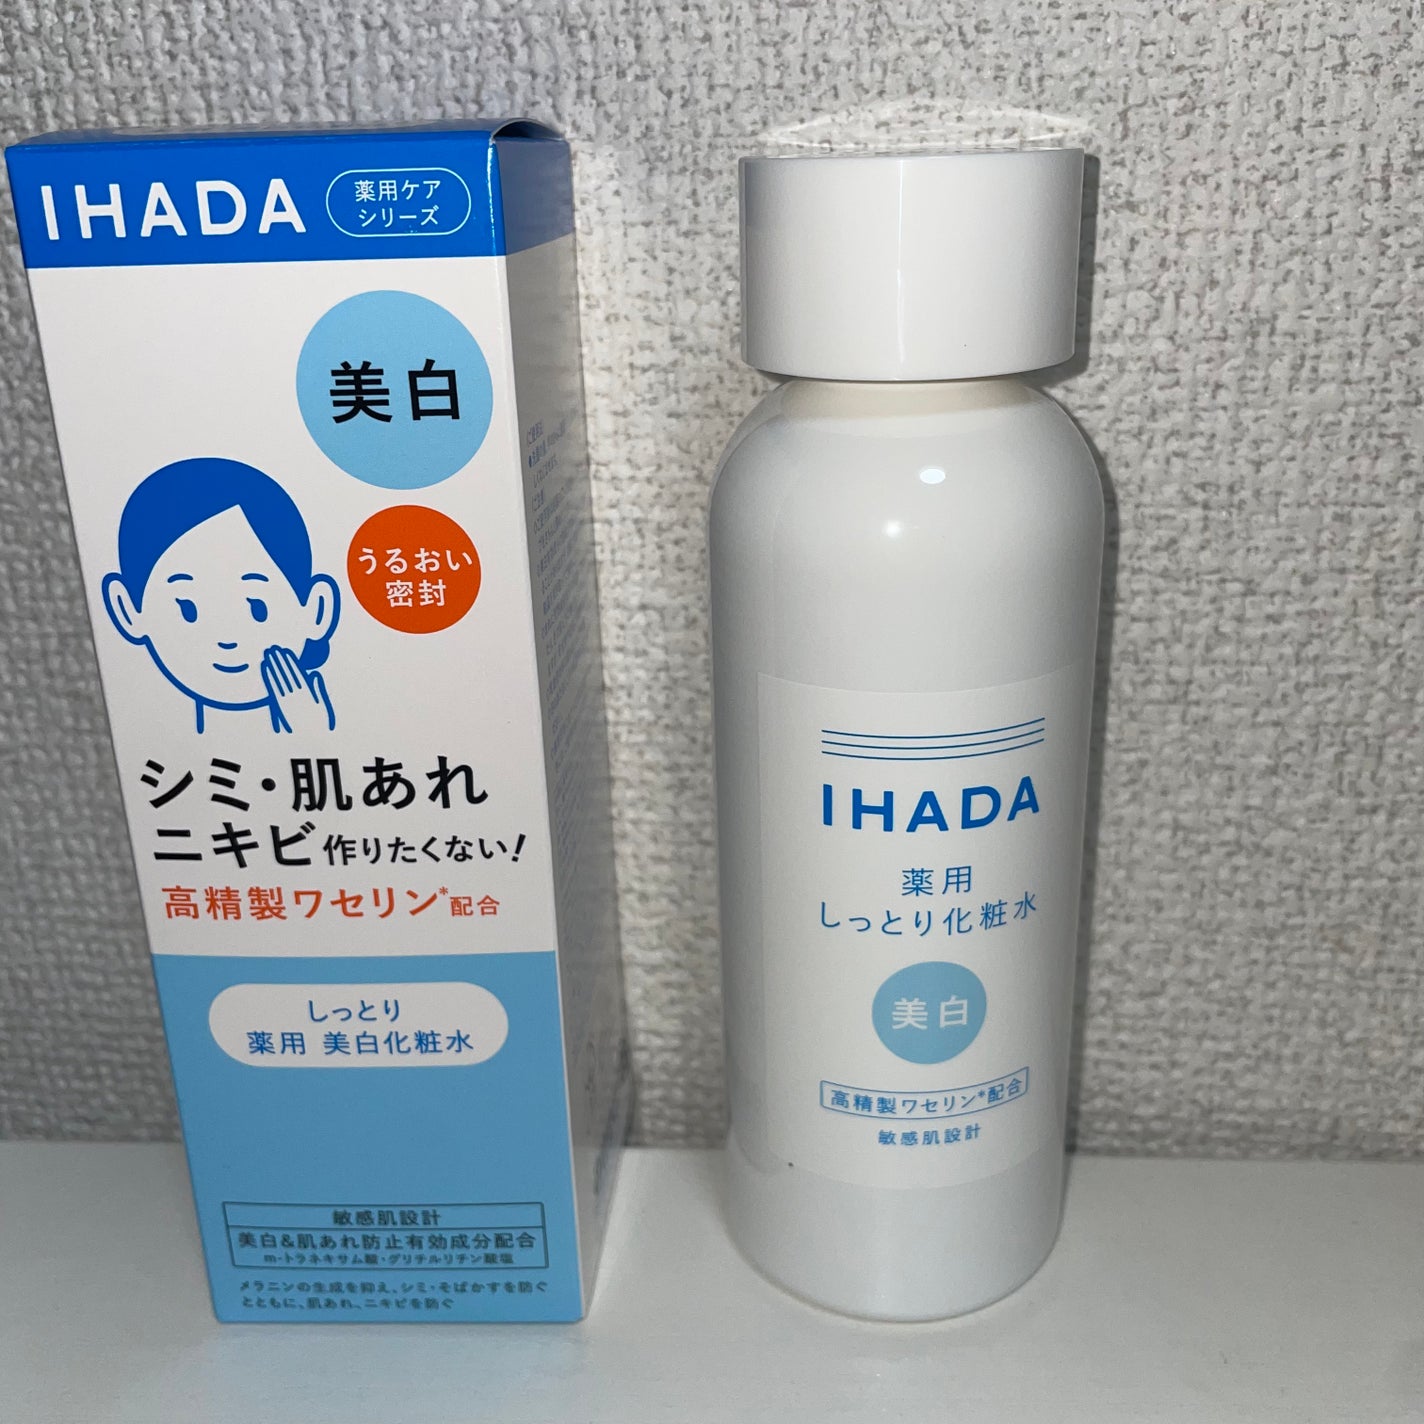 IHADA
薬用ケア
シリーズ
美白
うるおい
密封
シミ・肌あれ
ニキビ作りたくない!
高精製ワセリン*配合
しっとり
薬用 美白化粧水
敏感肌設計
美白&肌あれ防止有効成分配合
m-トラネキサム酸・グリチルリチン酸塩
メラニンの生成を抑え、シミ・そばかすを防ぐ
とともに、肌あれ、ニキビを防ぐ
IHADA
薬用
しっとり化粧水
美白
高精製ワセリン*配合
敏感肌設計